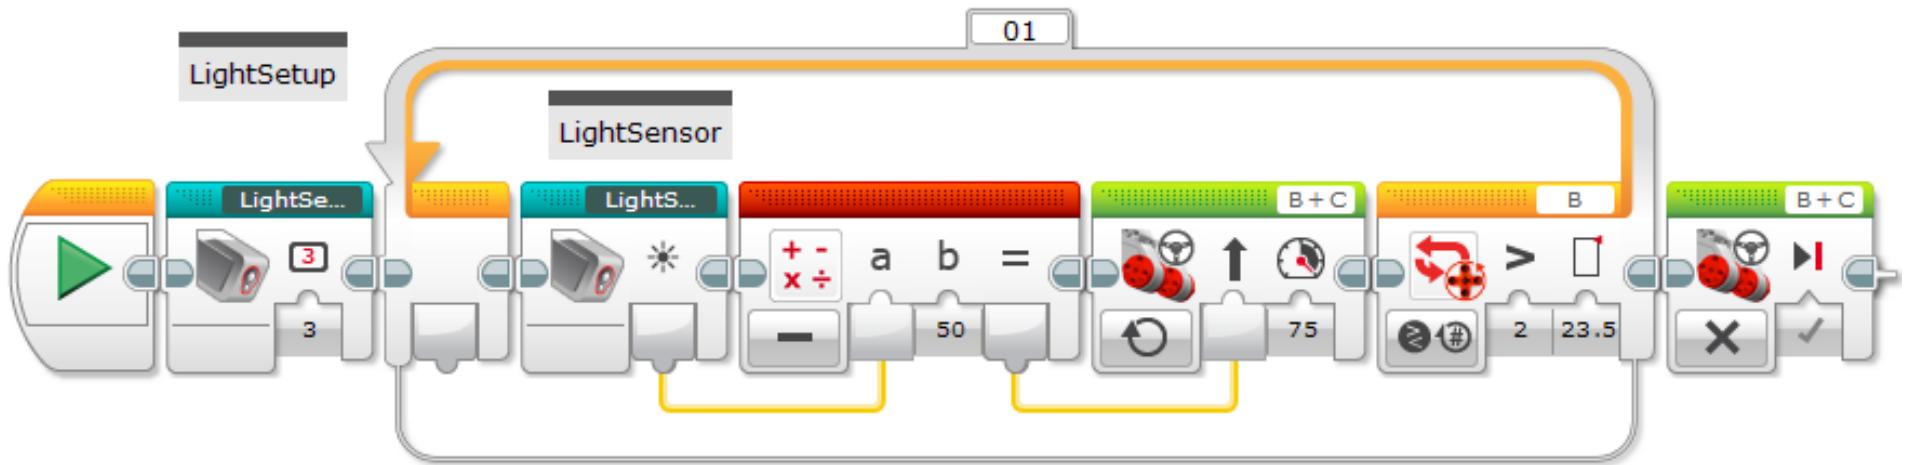 01
LightSetup
LightSensor
LightSe...
LightS...
B+C
B
B+C
3
+ -
x ÷
a
b
=
>
3
−
50
75
#
2
23.5